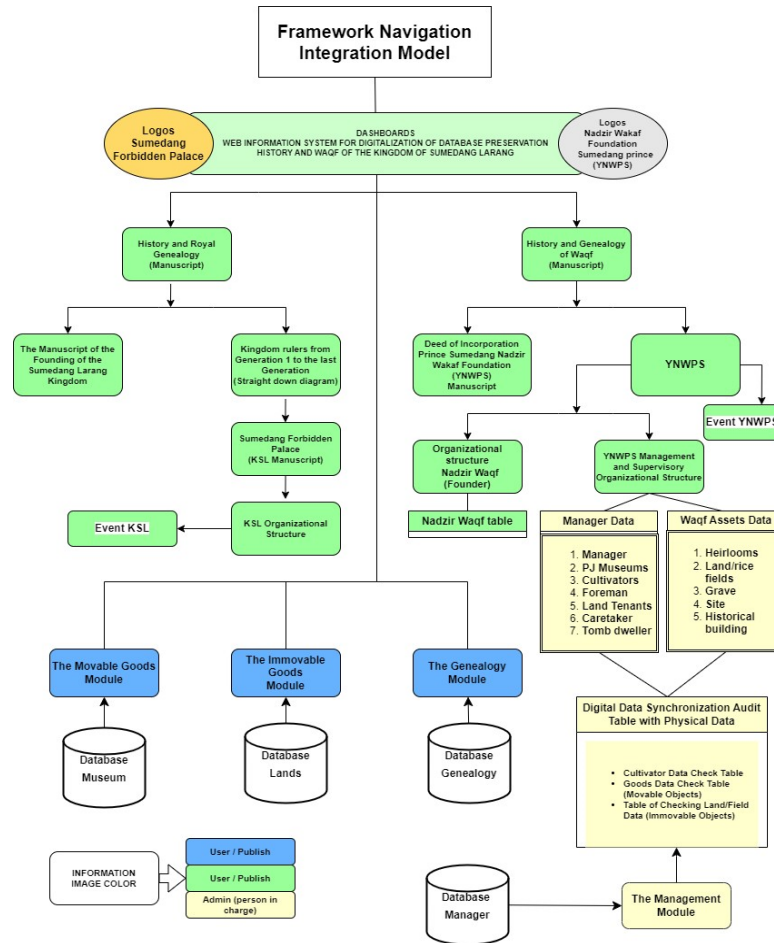 Framework Navigation
Integration Model
Logos
Sumedang
Forbidden Palace
DASHBOARDS
WEB INFORMATION SYSTEM FOR DIGITALIZATION OF DATABASE PRESERVATION
HISTORY AND WAQF OF THE KINGDOM OF SUMEDANG LARANG
Logos
Nadzir Wakaf
Foundation
Sumedang prince
(YNWPS)
History and Royal
Genealogy
(Manuscript)
History and Genealogy
of Waqf
(Manuscript)
The Manuscript of the
Founding of the
Sumedang Larang
Kingdom
Kingdom rulers from
Generation 1 to the last
Generation
(Straight down diagram)
Deed of Incorporation
Prince Sumedang Nadzir
Wakaf Foundation
(YNWPS)
Manuscript
YNWPS
Event YNWPS
Sumedang Forbidden
Palace
(KSL Manuscript)
Organizational
structure
Nadzir Waqf
(Founder)
YNWPS Management
and Supervisory
Organizational Structure
Event KSL
KSL Organizational
Structure
Nadzir Waqf table
Manager Data
1. Manager
2. PJ Museums
3. Cultivators
4. Foreman
5. Land Tenants
6. Caretaker
7. Tomb dweller
Waqf Assets Data
1. Heirlooms
2. Land/rice
fields
3. Grave
4. Site
5. Historical
building
The Movable Goods
Module
The Immovable
Goods
Module
The Genealogy
Module
Database
Museum
Database
Lands
Database
Genealogy
Digital Data Synchronization Audit
Table with Physical Data
• Cultivator Data Check Table
• Goods Data Check Table
(Movable Objects)
• Table of Checking Land/Field
Data (Immovable Objects)
INFORMATION
IMAGE COLOR
User / Publish
User / Publish
Admin (person in
charge)
Database
Manager
The Management
Module